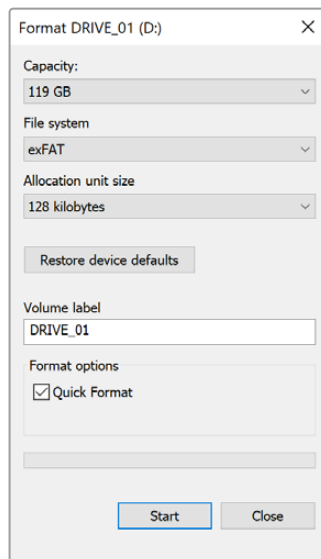 Format DRIVE_01 (D:)
Capacity:
119 GB
File system
exFAT
Allocation unit size
128 kilobytes
Restore device defaults
Volume label
DRIVE_01
Format options
Quick Format
Start Close